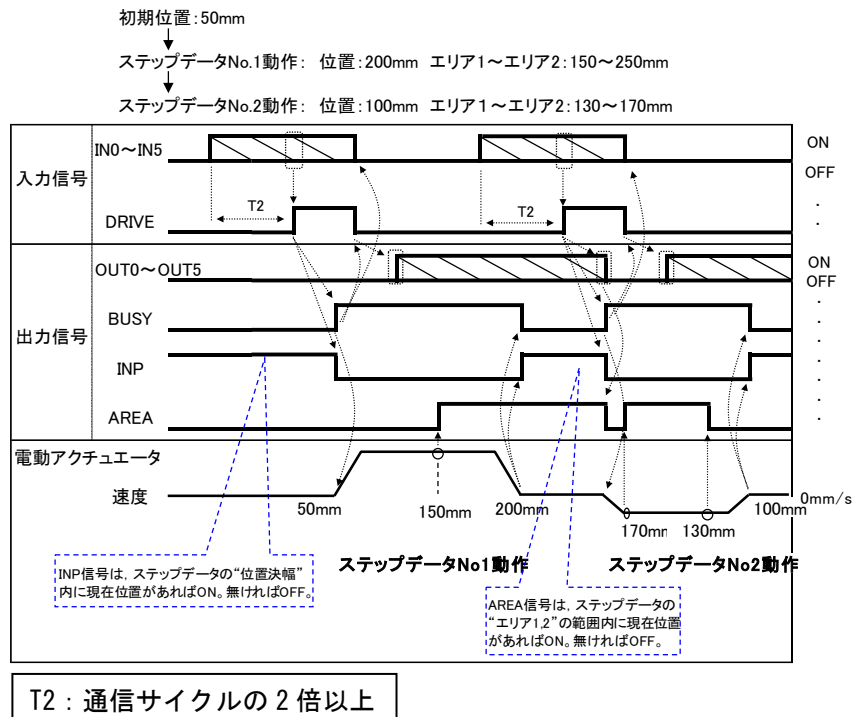 初期位置:50mm
ステップデータNo.1動作: 位置:200mm エリア1～エリア2:150～250mm
ステップデータNo.2動作: 位置:100mm エリア1～エリア2:130～170mm
入力信号
IN0～IN5
ON
OFF
T2
T2
DRIVE
出力信号
OUT0～OUT5
ON
OFF
BUSY
INP
AREA
電動アクチュエータ
速度
50mm
150mm
200mm
170mm
130mm
100mm
0mm/s
ステップデータNo1動作
ステップデータNo2動作
INP信号は，ステップデータの“位置決幅”
内に現在位置があればON。無ければOFF。
AREA信号は，ステップデータの
“エリア1,2”の範囲内に現在位置
があればON。無ければOFF。
T2：通信サイクルの2倍以上